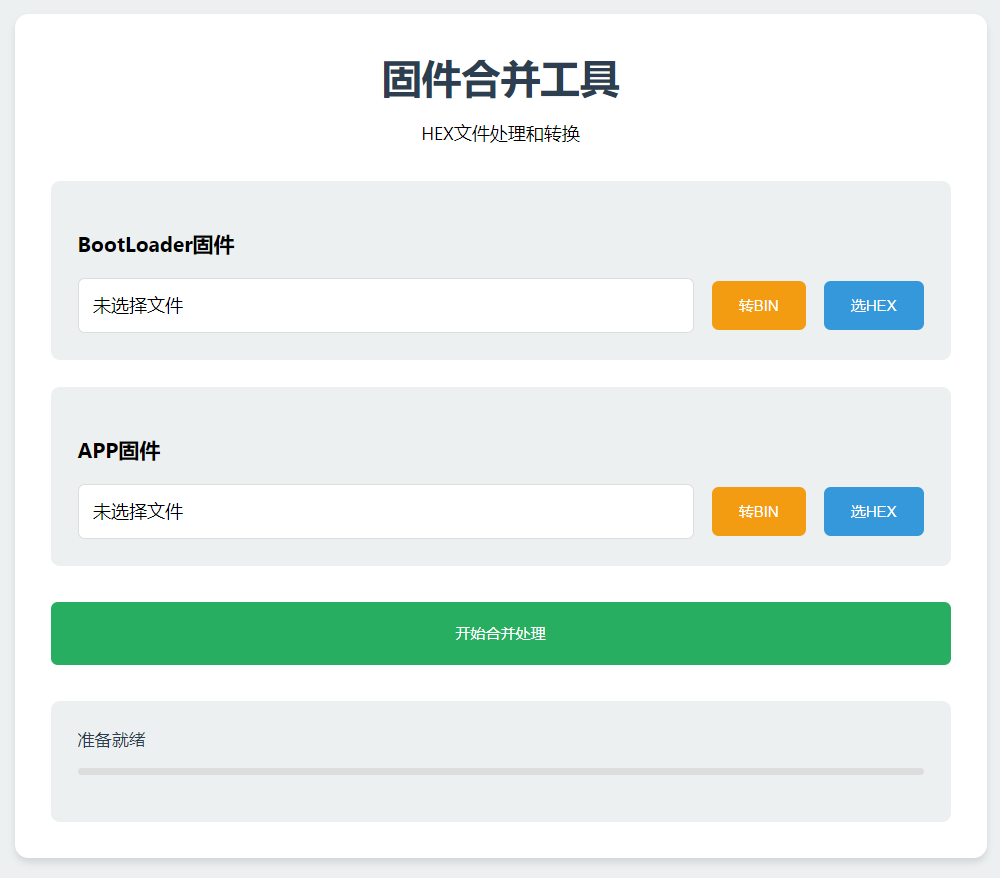 固件合并工具
HEX文件处理和转换
BootLoader固件
未选择文件
转BIN
选HEX
APP固件
未选择文件
转BIN
选HEX
开始合并处理
准备就绪